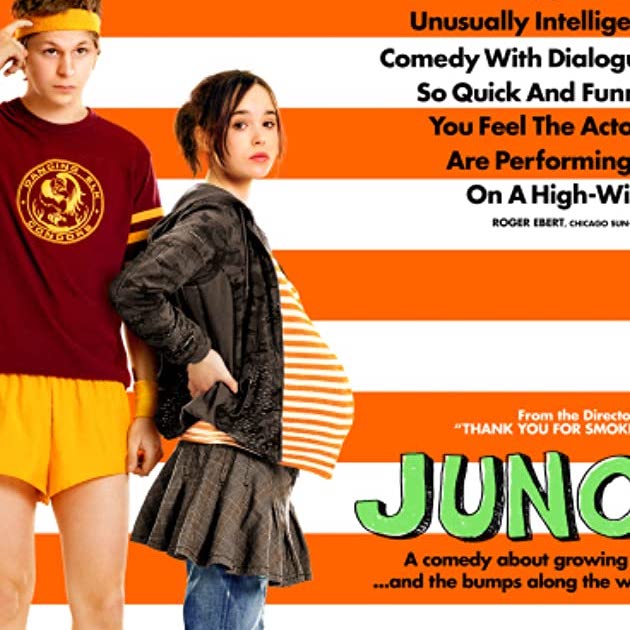 Unusually Intellige
Comedy With Dialogu
So Quick And Funn
You Feel The Acto
Are Performing
On A High-Wi
ROGER EBERT, CHICAGO SUN-
DANCING ELK
CONDORS
From the Directo
"THANK YOU FOR SMOKI
JUNO
A comedy about growing
...and the bumps along the w